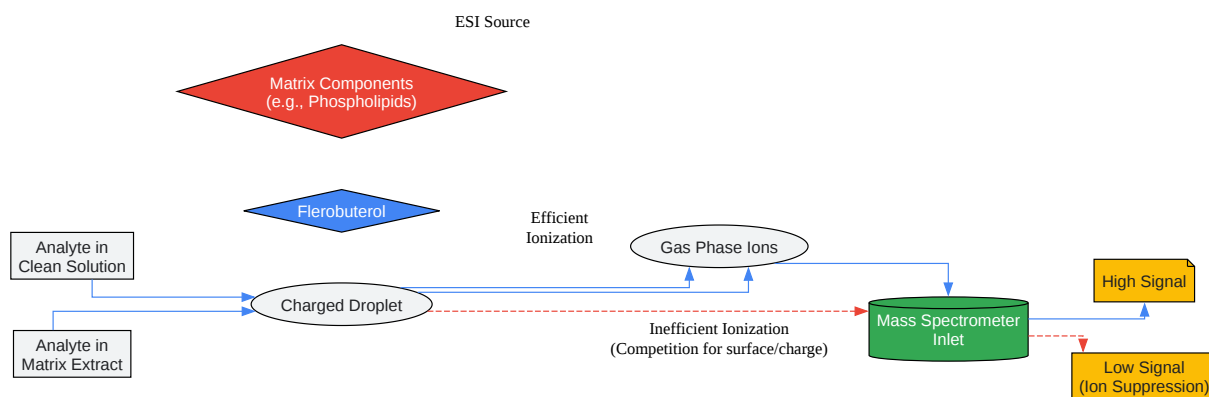 ESI Source
Matrix Components
(e.g., Phospholipids)
Flerobuterol
Efficient
Ionization
Analyte in
Clean Solution
Gas Phase Ions
High Signal
Charged Droplet
Mass Spectrometer
Inlet
Inefficient Ionization
(Competition for surface/charge)
Analyte in
Matrix Extract
Low Signal
(Ion Suppression)